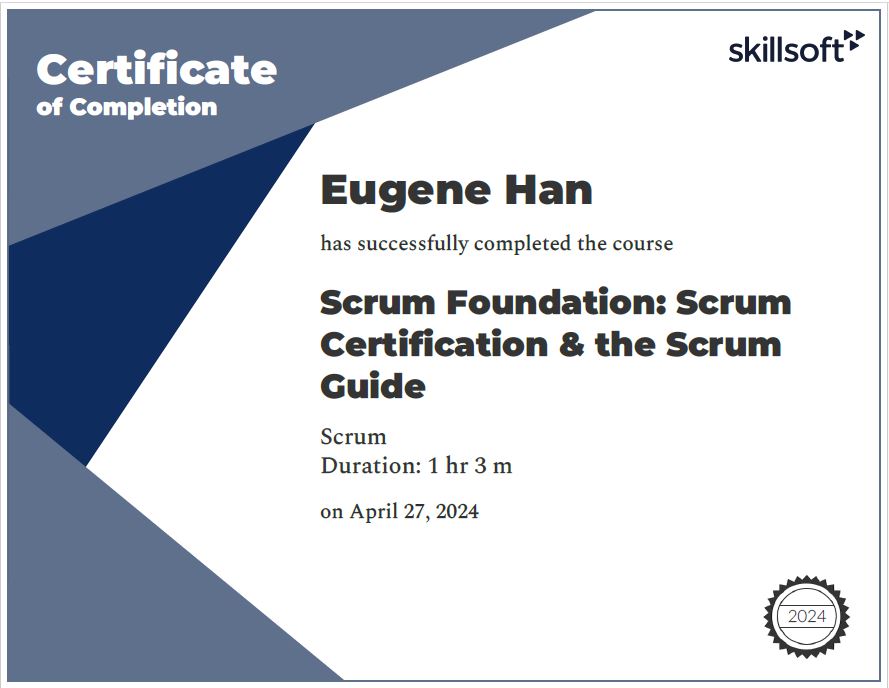 Certificate
of Completion
skillsoft
Eugene Han
has successfully completed the course
Scrum Foundation: Scrum
Certification & the Scrum
Guide
Scrum
Duration: 1 hr 3 m
on April 27, 2024
2024